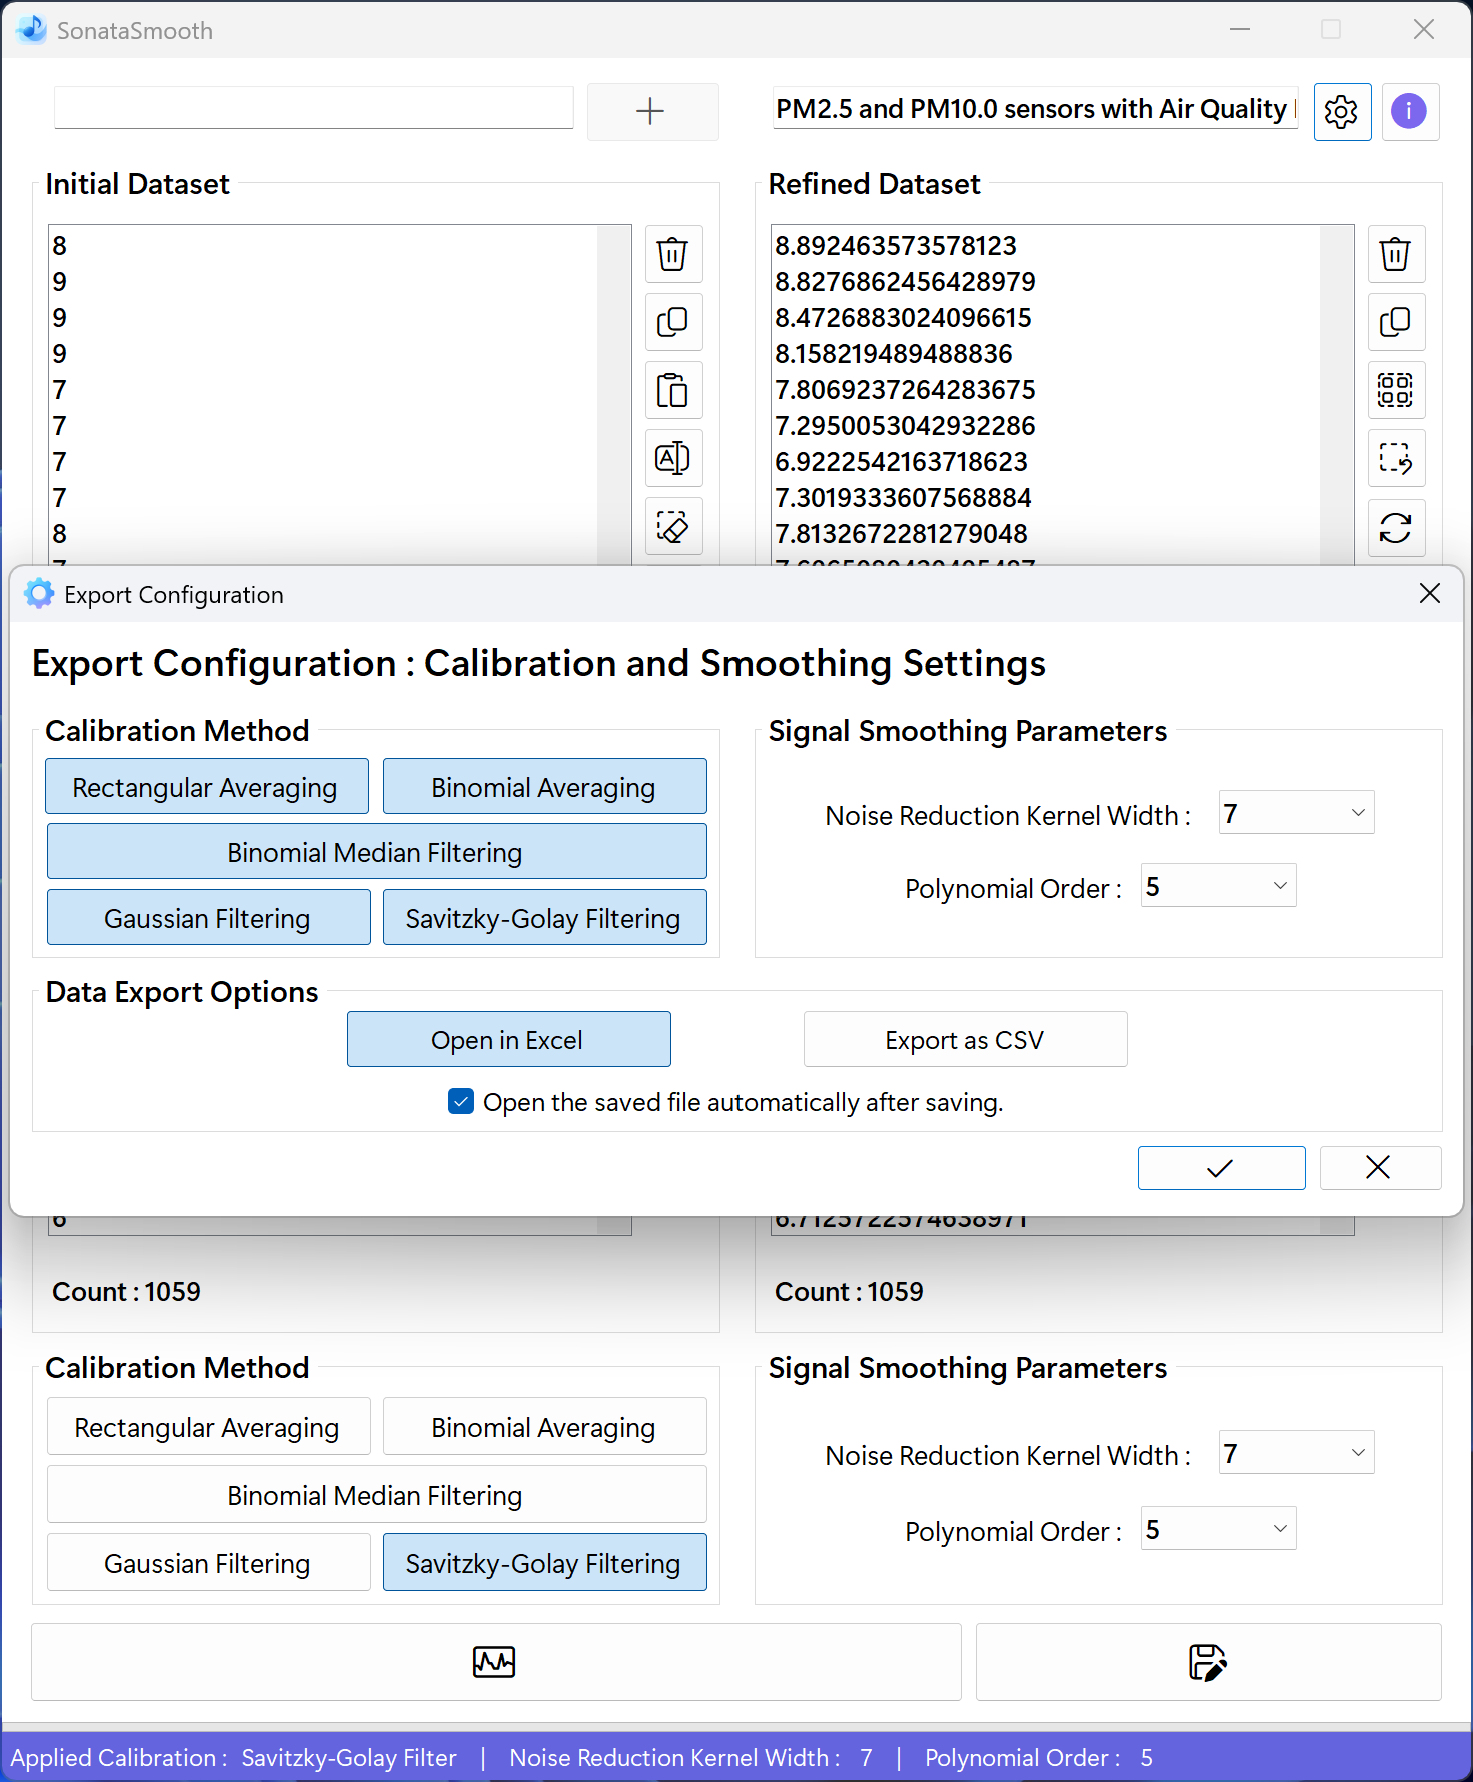 SonataSmooth
PM2.5 and PM10.0 sensors with Air Quality
Initial Dataset
8
9
9
9
7
7
7
7
8
Refined Dataset
8.892463573578123
8.8276862456428979
8.4726883024096615
8.158219489488836
7.8069237264283675
7.2950053042932286
6.9222542163718623
7.3019333607568884
7.8132672281279048
Export Configuration
Export Configuration : Calibration and Smoothing Settings
Calibration Method
Rectangular Averaging
Binomial Averaging
Binomial Median Filtering
Gaussian Filtering
Savitzky-Golay Filtering
Signal Smoothing Parameters
Noise Reduction Kernel Width : 7
Polynomial Order : 5
Data Export Options
Open in Excel
Export as CSV
Open the saved file automatically after saving.
6
6.7125722574638971
Count : 1059
Count : 1059
Calibration Method
Rectangular Averaging
Binomial Averaging
Binomial Median Filtering
Gaussian Filtering
Savitzky-Golay Filtering
Signal Smoothing Parameters
Noise Reduction Kernel Width : 7
Polynomial Order : 5
Applied Calibration : Savitzky-Golay Filter | Noise Reduction Kernel Width : 7 | Polynomial Order : 5